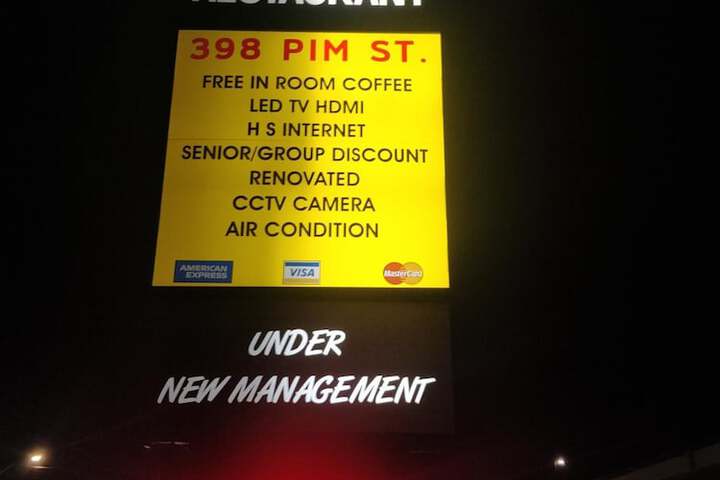 RESTAURANT
398 PIM ST.
FREE IN ROOM COFFEE
LED TV HDMI
H S INTERNET
SENIOR/GROUP DISCOUNT
RENOVATED
CCTV CAMERA
AIR CONDITION
AMERICAN
EXPRESS
VISA
MasterCard
UNDER
NEW MANAGEMENT